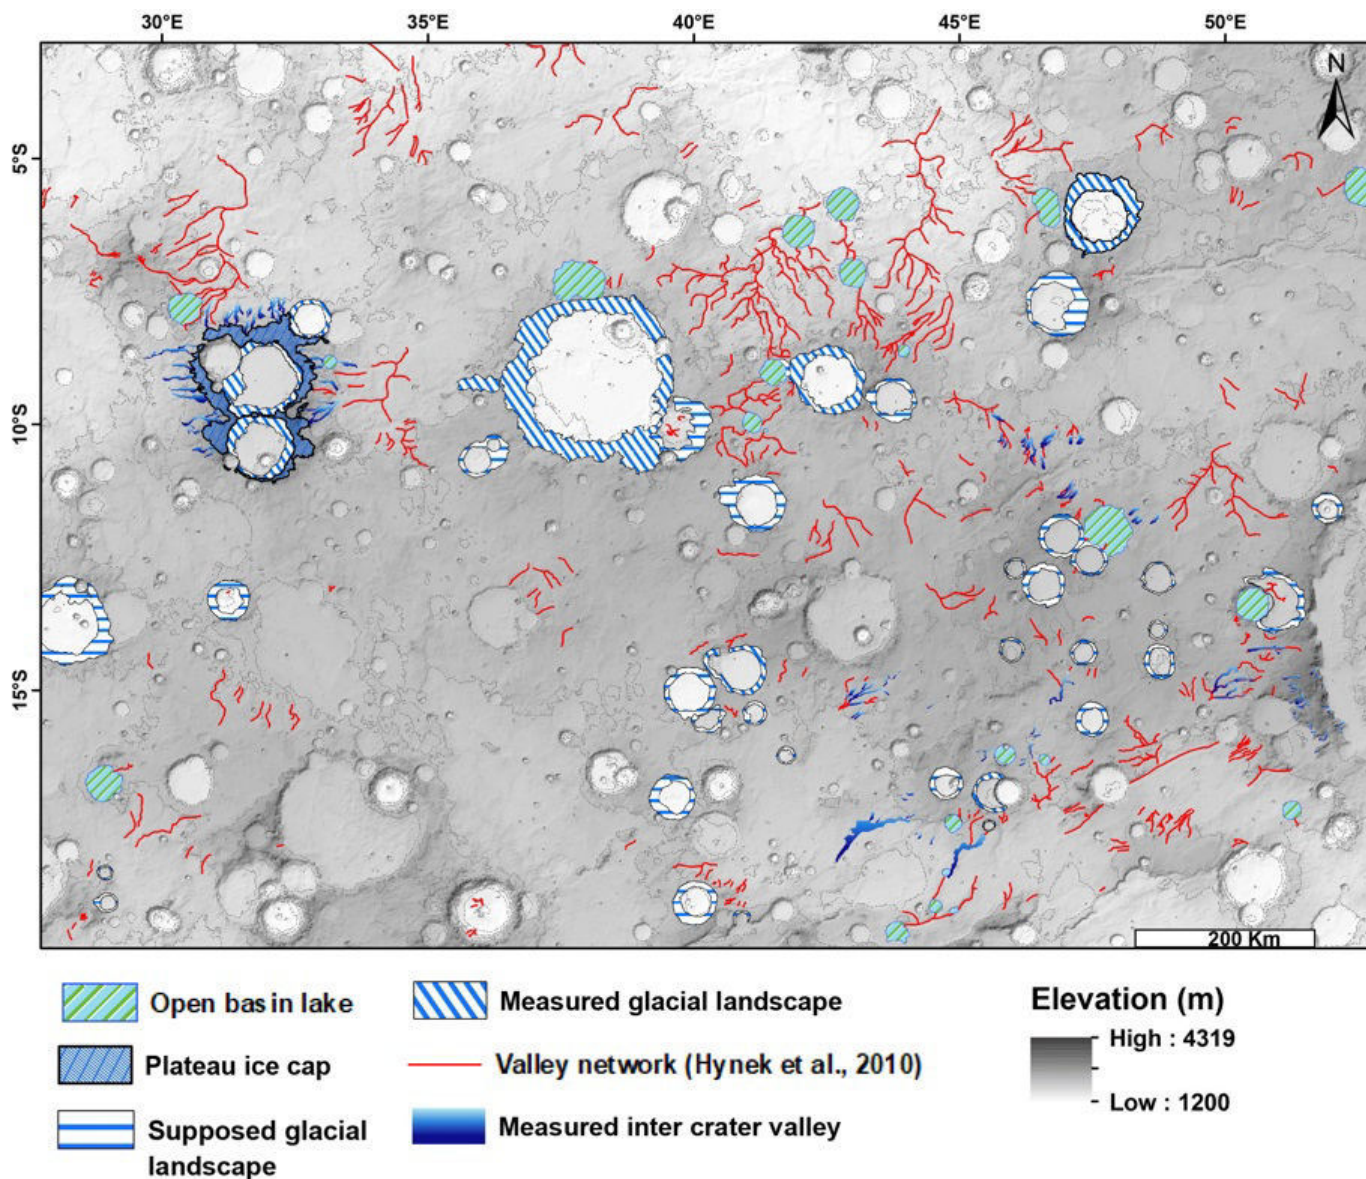 30°E 35°E 40°E 45°E 50°E
N
5°S
10°S
15°S
200 Km
Open basin lake
Measured glacial landscape
Elevation (m)
High : 4319
Plateau ice cap
Valley network (Hynek et al., 2010)
Low : 1200
Supposed glacial
landscape
Measured inter crater valley